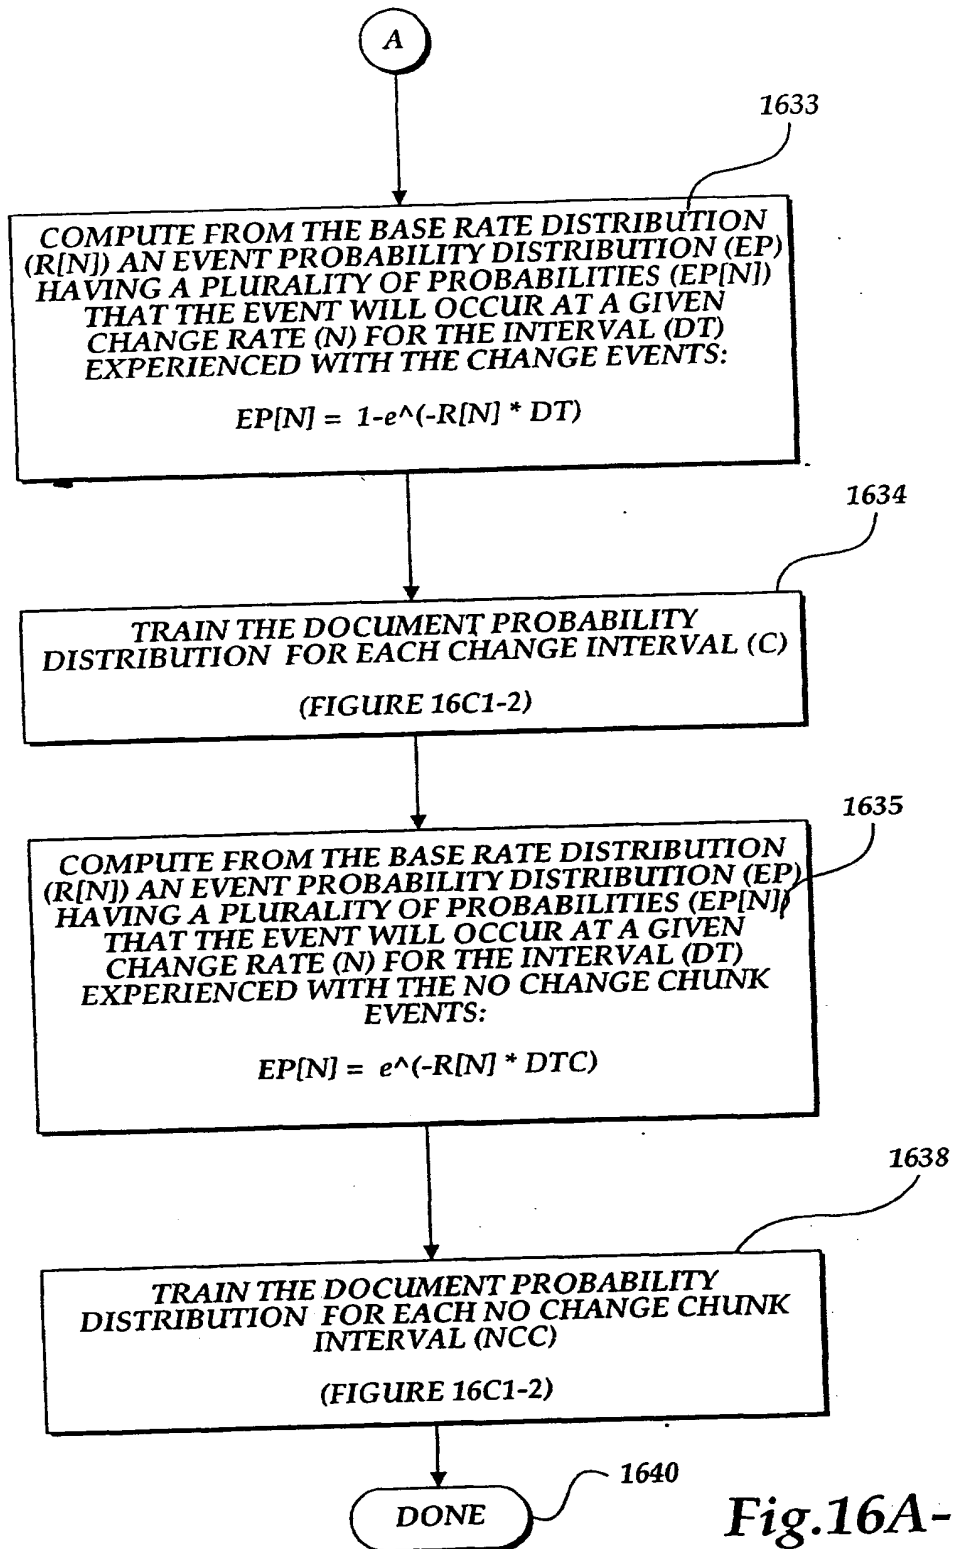 A
1633
COMPUTE FROM THE BASE RATE DISTRIBUTION
(R[N]) AN EVENT PROBABILITY DISTRIBUTION (EP)
HAVING A PLURALITY OF PROBABILITIES (EP[N])
THAT THE EVENT WILL OCCUR AT A GIVEN
CHANGE RATE (N) FOR THE INTERVAL (DT)
EXPERIENCED WITH THE CHANGE EVENTS:
EP[N] = 1-e^(-R[N] * DT)
1634
TRAIN THE DOCUMENT PROBABILITY
DISTRIBUTION FOR EACH CHANGE INTERVAL (C)
(FIGURE 16C1-2)
1635
COMPUTE FROM THE BASE RATE DISTRIBUTION
(R[N]) AN EVENT PROBABILITY DISTRIBUTION (EP)
HAVING A PLURALITY OF PROBABILITIES (EP[N])
THAT THE EVENT WILL OCCUR AT A GIVEN
CHANGE RATE (N) FOR THE INTERVAL (DT)
EXPERIENCED WITH THE NO CHANGE CHUNK
EVENTS:
EP[N] = e^(-R[N] * DTC)
1638
TRAIN THE DOCUMENT PROBABILITY
DISTRIBUTION FOR EACH NO CHANGE CHUNK
INTERVAL (NCC)
(FIGURE 16C1-2)
1640
DONE
Fig.16A-